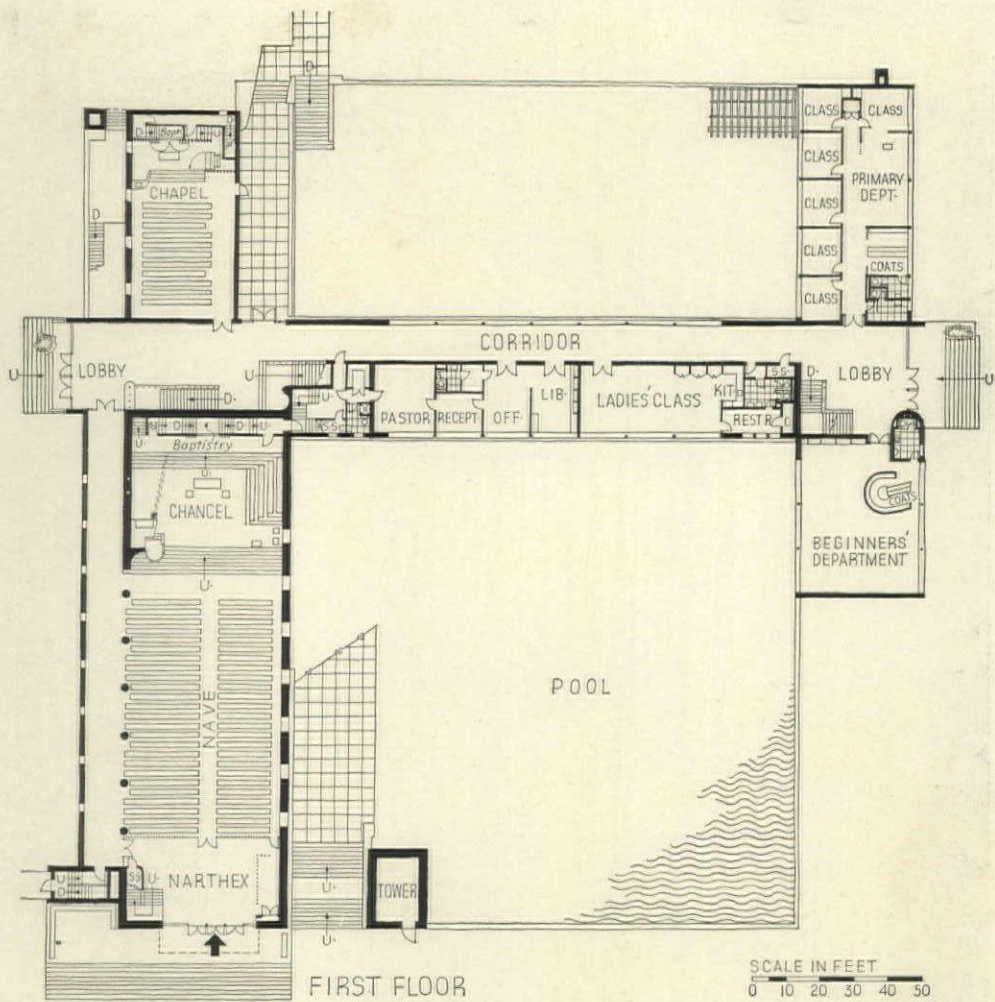 D.
CLASS
CLASS
D.
Bapt.
U.
CLASS
CHAPEL
CLASS
PRIMARY
DEPT.
D.
CLASS
COATS
CLASS
CORRIDOR
U.
LOBBY
U.
D.
U.
PASTOR
RECEPT.
OFF.
LIB.
LADIES' CLASS
KIT.
S.S.
RESTR.
D.
LOBBY
U.
U.
D.
D.
U.
S.S.
Baptistry
U.
CHANCEL
COATS
BEGINNERS'
DEPARTMENT
U.
NAVE
POOL
U.
D.
S.S.
U.
NARTHEX
U.
TOWER
U.
FIRST FLOOR
SCALE IN FEET
0 10 20 30 40 50